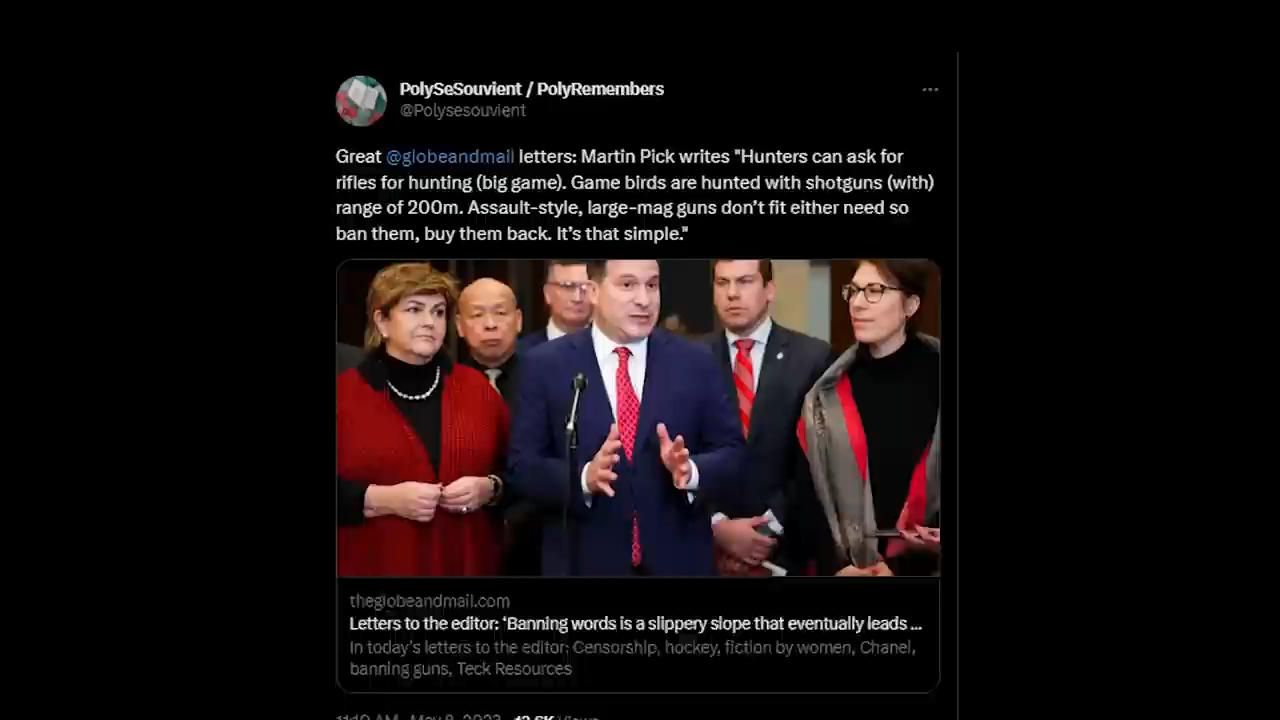 PolySeSouvient / PolyRemembers
@Polysesouvient
Great @globeandmail letters: Martin Pick writes "Hunters can ask for
rifles for hunting (big game). Game birds are hunted with shotguns (with)
range of 200m. Assault-style, large-mag guns don't fit either need so
ban them, buy them back. It's that simple."
theglobeandmail.com
Letters to the editor: ‘Banning words is a slippery slope that eventually leads ...
In today's letters to the editor: Censorship, hockey, fiction by women, Chanel,
banning guns, Teck Resources